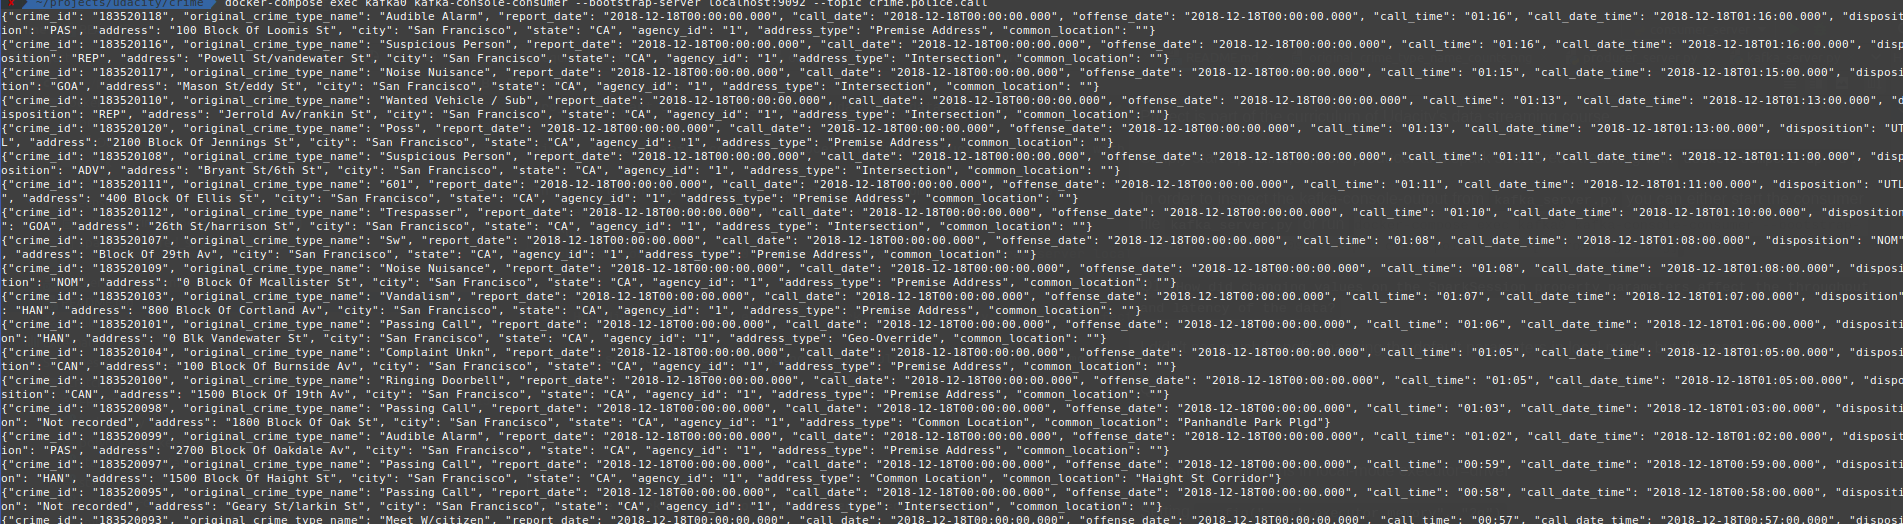 ~/projects/udacity/crime docker-compose exec kafka0 kafka-console-consumer --bootstrap-server localhost:9092 --topic crime.police.call
{"crime_id": "183520118", "original_crime_type_name": "Audible Alarm", "report_date": "2018-12-18T00:00:00.000", "call_date": "2018-12-18T00:00:00.000", "offense_date": "2018-12-18T00:00:00.000", "call_time": "01:16", "call_date_time": "2018-12-18T01:16:00.000", "disposit
ion": "PAS", "address": "100 Block Of Loomis St", "city": "San Francisco", "state": "CA", "agency_id": "1", "address_type": "Premise Address", "common_location": ""}
{"crime_id": "183520116", "original_crime_type_name": "Suspicious Person", "report_date": "2018-12-18T00:00:00.000", "call_date": "2018-12-18T00:00:00.000", "offense_date": "2018-12-18T00:00:00.000", "call_time": "01:16", "call_date_time": "2018-12-18T01:16:00.000", "disp
osition": "REP", "address": "Powell St/vandewater St", "city": "San Francisco", "state": "CA", "agency_id": "1", "address_type": "Intersection", "common_location": ""}
{"crime_id": "183520117", "original_crime_type_name": "Noise Nuisance", "report_date": "2018-12-18T00:00:00.000", "call_date": "2018-12-18T00:00:00.000", "offense_date": "2018-12-18T00:00:00.000", "call_time": "01:15", "call_date_time": "2018-12-18T01:15:00.000", "disposi
tion": "GOA", "address": "Mason St/eddy St", "city": "San Francisco", "state": "CA", "agency_id": "1", "address_type": "Intersection", "common_location": ""}
{"crime_id": "183520110", "original_crime_type_name": "Wanted Vehicle / Sub", "report_date": "2018-12-18T00:00:00.000", "call_date": "2018-12-18T00:00:00.000", "offense_date": "2018-12-18T00:00:00.000", "call_time": "01:13", "call_date_time": "2018-12-18T01:13:00.000", "d
isposition": "REP", "address": "Jerrold Av/rankin St", "city": "San Francisco", "state": "CA", "agency_id": "1", "address_type": "Intersection", "common_location": ""}
{"crime_id": "183520120", "original_crime_type_name": "Poss", "report_date": "2018-12-18T00:00:00.000", "call_date": "2018-12-18T00:00:00.000", "offense_date": "2018-12-18T00:00:00.000", "call_time": "01:13", "call_date_time": "2018-12-18T01:13:00.000", "disposition": "UT
L", "address": "2100 Block Of Jennings St", "city": "San Francisco", "state": "CA", "agency_id": "1", "address_type": "Premise Address", "common_location": ""}
{"crime_id": "183520108", "original_crime_type_name": "Suspicious Person", "report_date": "2018-12-18T00:00:00.000", "call_date": "2018-12-18T00:00:00.000", "offense_date": "2018-12-18T00:00:00.000", "call_time": "01:11", "call_date_time": "2018-12-18T01:11:00.000", "disp
osition": "ADV", "address": "Bryant St/6th St", "city": "San Francisco", "state": "CA", "agency_id": "1", "address_type": "Intersection", "common_location": ""}
{"crime_id": "183520111", "original_crime_type_name": "601", "report_date": "2018-12-18T00:00:00.000", "call_date": "2018-12-18T00:00:00.000", "offense_date": "2018-12-18T00:00:00.000", "call_time": "01:11", "call_date_time": "2018-12-18T01:11:00.000", "disposition": "UTL
", "address": "400 Block Of Ellis St", "city": "San Francisco", "state": "CA", "agency_id": "1", "address_type": "Premise Address", "common_location": ""}
{"crime_id": "183520112", "original_crime_type_name": "Trespasser", "report_date": "2018-12-18T00:00:00.000", "call_date": "2018-12-18T00:00:00.000", "offense_date": "2018-12-18T00:00:00.000", "call_time": "01:10", "call_date_time": "2018-12-18T01:10:00.000", "disposition
": "GOA", "address": "26th St/harrison St", "city": "San Francisco", "state": "CA", "agency_id": "1", "address_type": "Intersection", "common_location": ""}
{"crime_id": "183520107", "original_crime_type_name": "Sw", "report_date": "2018-12-18T00:00:00.000", "call_date": "2018-12-18T00:00:00.000", "offense_date": "2018-12-18T00:00:00.000", "call_time": "01:08", "call_date_time": "2018-12-18T01:08:00.000", "disposition": "NOM"
, "address": "Block Of 29th Av", "city": "San Francisco", "state": "CA", "agency_id": "1", "address_type": "Premise Address", "common_location": ""}
{"crime_id": "183520109", "original_crime_type_name": "Noise Nuisance", "report_date": "2018-12-18T00:00:00.000", "call_date": "2018-12-18T00:00:00.000", "offense_date": "2018-12-18T00:00:00.000", "call_time": "01:08", "call_date_time": "2018-12-18T01:08:00.000", "disposi
tion": "NOM", "address": "0 Block Of Mcallister St", "city": "San Francisco", "state": "CA", "agency_id": "1", "address_type": "Premise Address", "common_location": ""}
{"crime_id": "183520103", "original_crime_type_name": "Vandalism", "report_date": "2018-12-18T00:00:00.000", "call_date": "2018-12-18T00:00:00.000", "offense_date": "2018-12-18T00:00:00.000", "call_time": "01:07", "call_date_time": "2018-12-18T01:07:00.000", "disposition"
: "HAN", "address": "800 Block Of Cortland Av", "city": "San Francisco", "state": "CA", "agency_id": "1", "address_type": "Premise Address", "common_location": ""}
{"crime_id": "183520101", "original_crime_type_name": "Passing Call", "report_date": "2018-12-18T00:00:00.000", "call_date": "2018-12-18T00:00:00.000", "offense_date": "2018-12-18T00:00:00.000", "call_time": "01:06", "call_date_time": "2018-12-18T01:06:00.000", "dispositi
on": "HAN", "address": "0 Blk Vandewater St", "city": "San Francisco", "state": "CA", "agency_id": "1", "address_type": "Geo-Override", "common_location": ""}
{"crime_id": "183520104", "original_crime_type_name": "Complaint Unkn", "report_date": "2018-12-18T00:00:00.000", "call_date": "2018-12-18T00:00:00.000", "offense_date": "2018-12-18T00:00:00.000", "call_time": "01:05", "call_date_time": "2018-12-18T01:05:00.000", "disposi
tion": "CAN", "address": "100 Block Of Burnside Av", "city": "San Francisco", "state": "CA", "agency_id": "1", "address_type": "Premise Address", "common_location": ""}
{"crime_id": "183520100", "original_crime_type_name": "Ringing Doorbell", "report_date": "2018-12-18T00:00:00.000", "call_date": "2018-12-18T00:00:00.000", "offense_date": "2018-12-18T00:00:00.000", "call_time": "01:05", "call_date_time": "2018-12-18T01:05:00.000", "dispo
sition": "CAN", "address": "1500 Block Of 19th Av", "city": "San Francisco", "state": "CA", "agency_id": "1", "address_type": "Premise Address", "common_location": ""}
{"crime_id": "183520098", "original_crime_type_name": "Passing Call", "report_date": "2018-12-18T00:00:00.000", "call_date": "2018-12-18T00:00:00.000", "offense_date": "2018-12-18T00:00:00.000", "call_time": "01:03", "call_date_time": "2018-12-18T01:03:00.000", "dispositi
on": "Not recorded", "address": "1800 Block Of Oak St", "city": "San Francisco", "state": "CA", "agency_id": "1", "address_type": "Common Location", "common_location": "Panhandle Park Plgd"}
{"crime_id": "183520099", "original_crime_type_name": "Audible Alarm", "report_date": "2018-12-18T00:00:00.000", "call_date": "2018-12-18T00:00:00.000", "offense_date": "2018-12-18T00:00:00.000", "call_time": "01:02", "call_date_time": "2018-12-18T01:02:00.000", "disposit
ion": "PAS", "address": "2700 Block Of Oakdale Av", "city": "San Francisco", "state": "CA", "agency_id": "1", "address_type": "Premise Address", "common_location": ""}
{"crime_id": "183520097", "original_crime_type_name": "Passing Call", "report_date": "2018-12-18T00:00:00.000", "call_date": "2018-12-18T00:00:00.000", "offense_date": "2018-12-18T00:00:00.000", "call_time": "00:59", "call_date_time": "2018-12-18T00:59:00.000", "dispositi
on": "HAN", "address": "1500 Block Of Haight St", "city": "San Francisco", "state": "CA", "agency_id": "1", "address_type": "Common Location", "common_location": "Haight St Corridor"}
{"crime_id": "183520095", "original_crime_type_name": "Passing Call", "report_date": "2018-12-18T00:00:00.000", "call_date": "2018-12-18T00:00:00.000", "offense_date": "2018-12-18T00:00:00.000", "call_time": "00:58", "call_date_time": "2018-12-18T00:58:00.000", "dispositi
on": "Not recorded", "address": "Geary St/larkin St", "city": "San Francisco", "state": "CA", "agency_id": "1", "address_type": "Intersection", "common_location": ""}
{"crime_id": "183520093", "original_crime_type_name": "Meet W/citizen", "report_date": "2018-12-18T00:00:00.000", "call_date": "2018-12-18T00:00:00.000", "offense_date": "2018-12-18T00:00:00.000", "call_time": "00:57", "call_date_time": "2018-12-18T00:57:00.000", "disposi